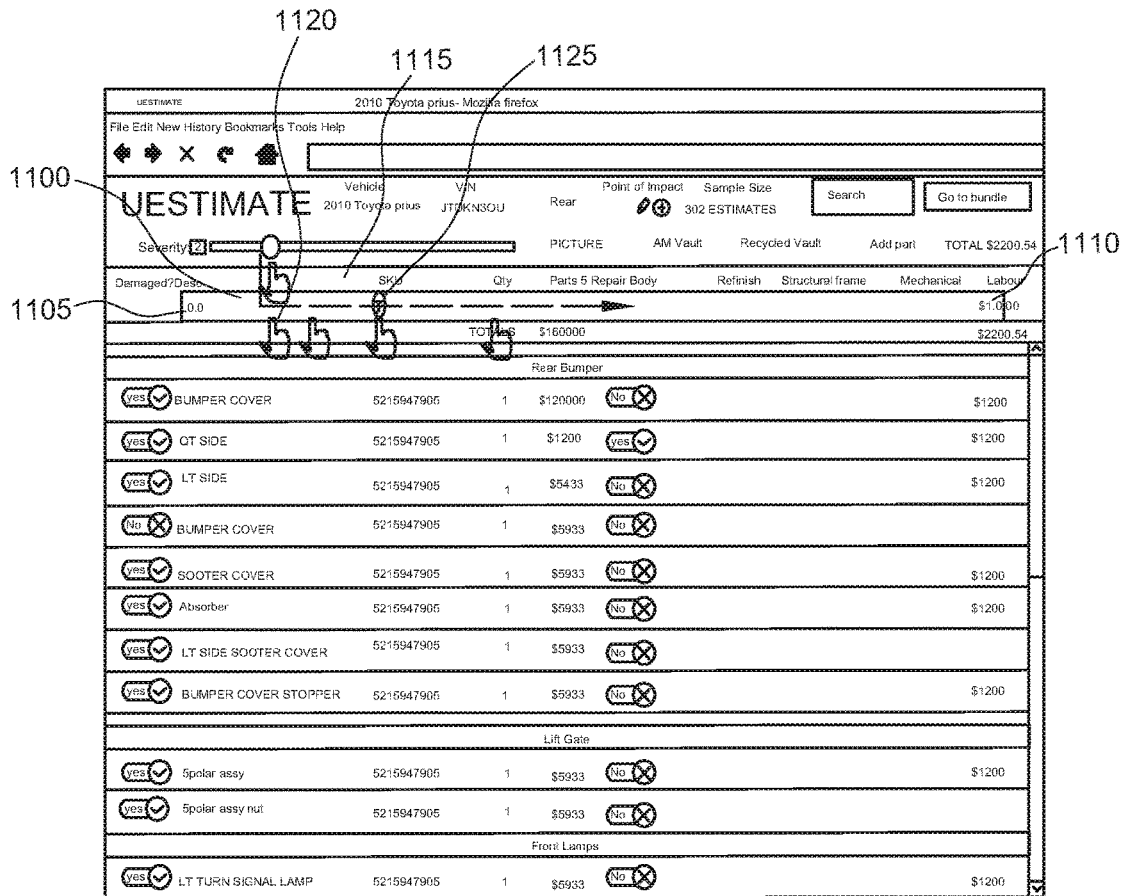 1120
1115
1125
UESTIMATE 2010 Toyota prius- Mozilla firefox
File Edit New History Bookmarks Tools Help
1100
UESTIMATE
Vehicle VIN Point of Impact Sample Size
2010 Toyota prius Rear 302 ESTIMATES Search Go to bundle
Severity: 2 PICTURE AM Vault Recycled Vault Add part TOTAL $2200.54
1110
Damaged? Desc SKU Qty Parts 5 Repair Body Refinish Structural frame Mechanical Labour
1105
0.0 $1.0.00
TOTALS $160000 $2200.54
Rear Bumper
yes BUMPER COVER 5215947905 1 $120000 No $1200
yes QT SIDE 5215947905 1 $1200 yes $1200
yes LT SIDE 5215947905 1 $5433 No $1200
No BUMPER COVER 5215947905 1 $5933 No
yes SOOTER COVER 5215947905 1 $5933 No $1200
yes Absorber 5215947905 1 $5933 No $1200
yes LT SIDE SOOTER COVER 5215947905 1 $5933 No
yes BUMPER COVER STOPPER 5215947905 1 $5933 No $1200
Lift Gate
yes 5polar assy 5215947905 1 $5933 No $1200
yes 5polar assy nut 5215947905 1 $5933 No
Front Lamps
yes LT TURN SIGNAL LAMP 5215947905 1 $5933 No $1200